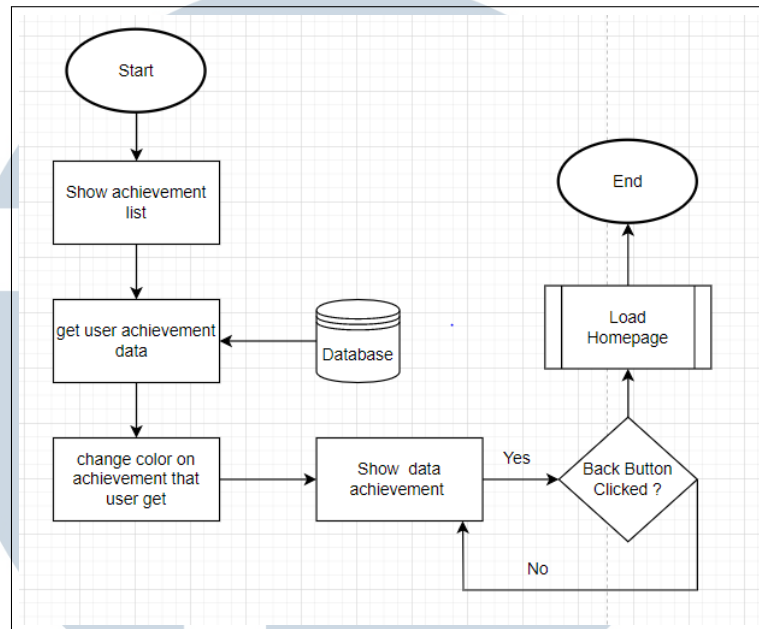 Start
Show achievement
list
get user achievement
data
Database
change color on
achievement that
user get
Show data
achievement
Yes
Back Button
Clicked ?
No
Load
Homepage
End